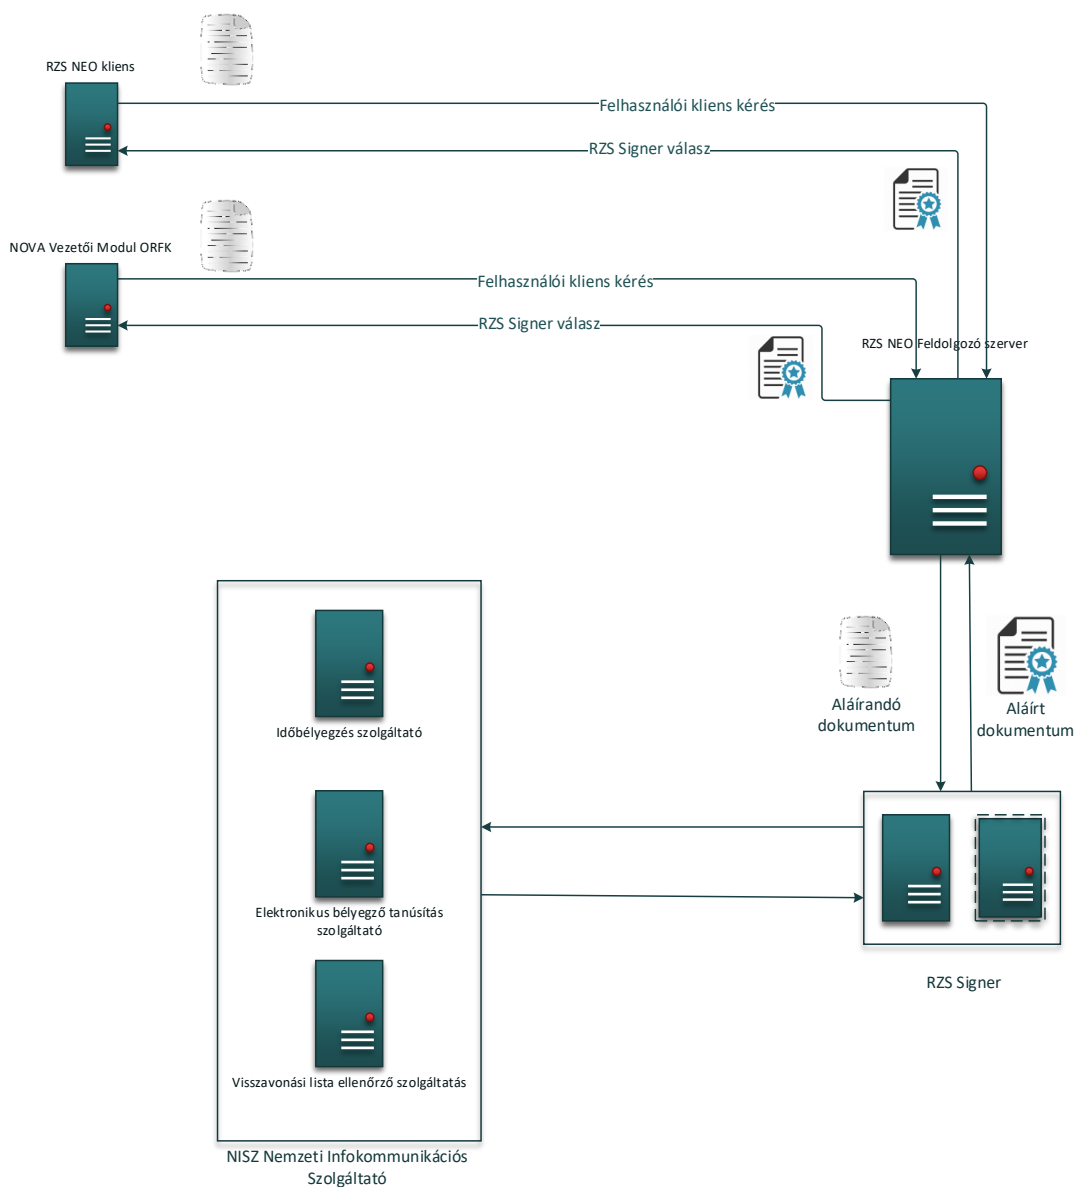 RZS NEO kliens
Felhasználói kliens kérés
RZS Signer válasz
NOVA Vezetői Modul ORFK
Felhasználói kliens kérés
RZS Signer válasz
RZS NEO Feldolgozó szerver
Időbélyegzés szolgáltató
Aláírandó
dokumentum
Aláírt
dokumentum
Elektronikus bélyegző tanúsítás
szolgáltató
RZS Signer
Visszavonási lista ellenőrző szolgáltatás
NISZ Nemzeti Infokommunikációs
Szolgáltató